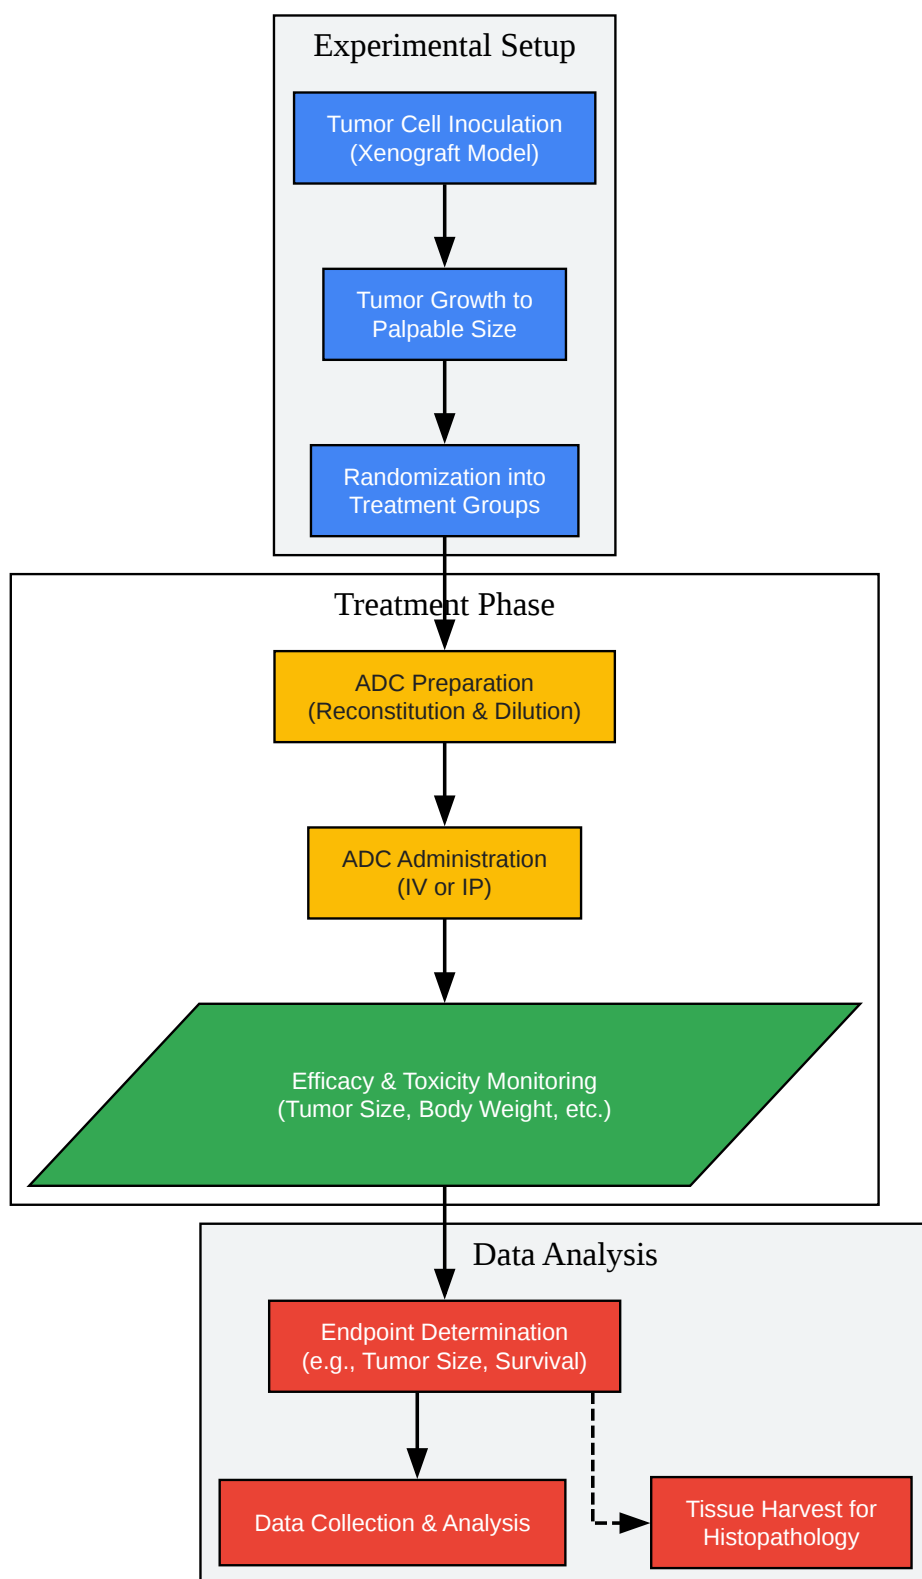 Experimental Setup
Tumor Cell Inoculation
(Xenograft Model)
Tumor Growth to
Palpable Size
Randomization into
Treatment Groups
Treatment Phase
ADC Preparation
(Reconstitution & Dilution)
ADC Administration
(IV or IP)
Efficacy & Toxicity Monitoring
(Tumor Size, Body Weight, etc.)
Data Analysis
Endpoint Determination
(e.g., Tumor Size, Survival)
Data Collection & Analysis
Tissue Harvest for
Histopathology